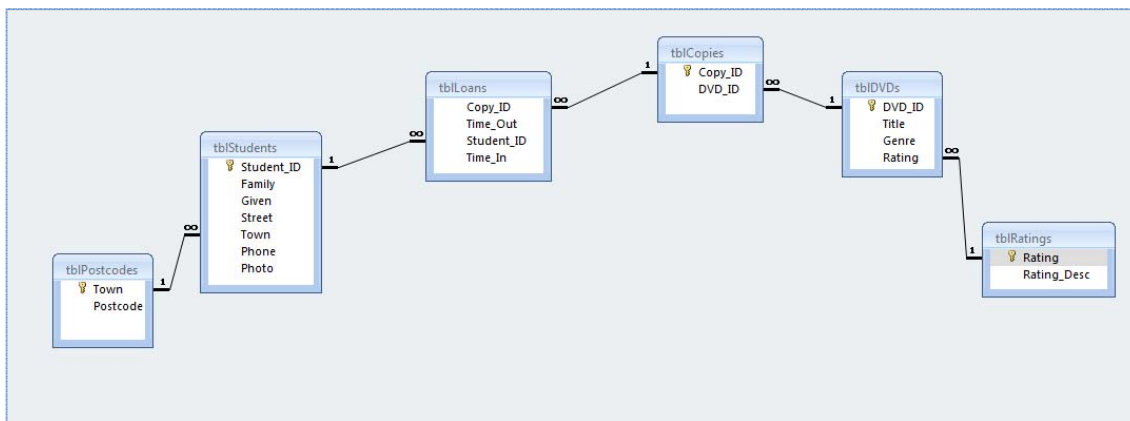 tblPostcodes
Town
Postcode
1
∞
tblStudents
Student_ID
Family
Given
Street
Town
Phone
Photo
1
∞
tblLoans
Copy_ID
Time_Out
Student_ID
Time_In
∞
1
tblCopies
Copy_ID
DVD_ID
∞
1
tblDVDs
DVD_ID
Title
Genre
Rating
∞
1
tblRatings
Rating
Rating_Desc